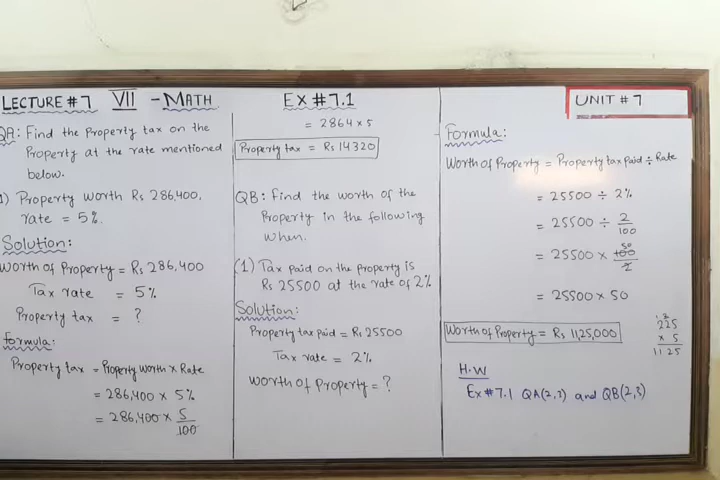 LECTURE # 7 VII - MATH
QA: Find the Property tax on the
Property at the rate mentioned
below.
1) Property worth Rs 286,400,
rate = 5%.
Solution:
Worth of Property = Rs 286,400
Tax rate = 5%
Property tax = ?
Formula:
Property tax = Property worth × Rate
= 286,400 × 5%
= 286,400 × 5/100
EX # 7.1
= 2864 × 5
Property tax = Rs 14320
QB: Find the worth of the
Property in the following
when.
(1) Tax paid on the property is
Rs 25500 at the rate of 2%
Solution:
Property tax paid = Rs 25500
Tax rate = 2%
Worth of Property = ?
UNIT # 7
Formula:
Worth of Property = Property tax paid ÷ Rate
= 25500 ÷ 2%
= 25500 ÷ 2/100
50
= 25500 × 100/2
= 25500 × 50
Worth of Property = Rs 11,25,000
1 2
225
× 5
1125
H.W
Ex # 7.1 QA(2,3) and QB(2,3)